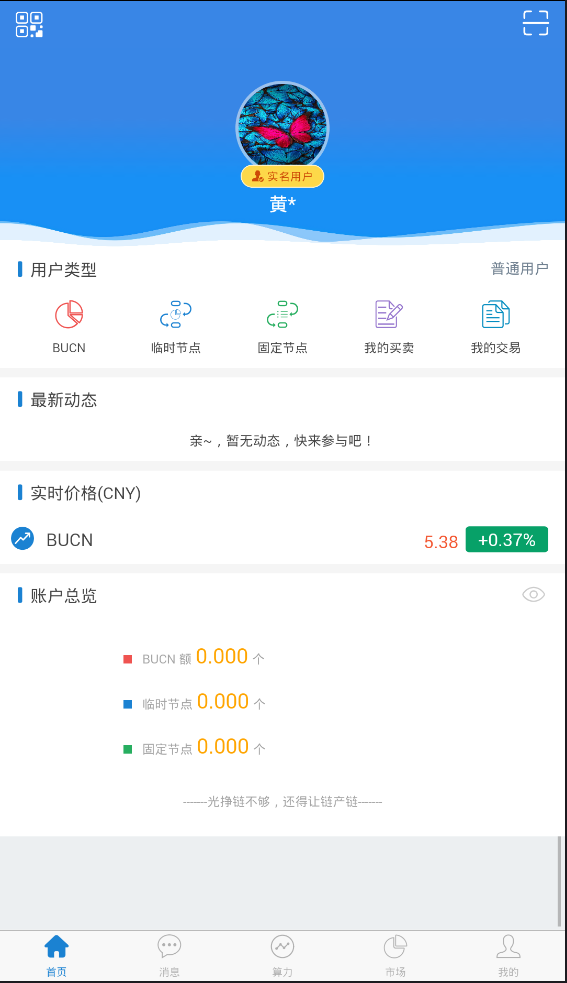 实名用户
黄*
用户类型 普通用户
BUCN 临时节点 固定节点 我的买卖 我的交易
最新动态
亲~，暂无动态，快来参与吧！
实时价格(CNY)
BUCN 5.38 +0.37%
账户总览
BUCN 额 0.000 个
临时节点 0.000 个
固定节点 0.000 个
-------光挣链不够，还得让链产链-------
首页 消息 算力 市场 我的